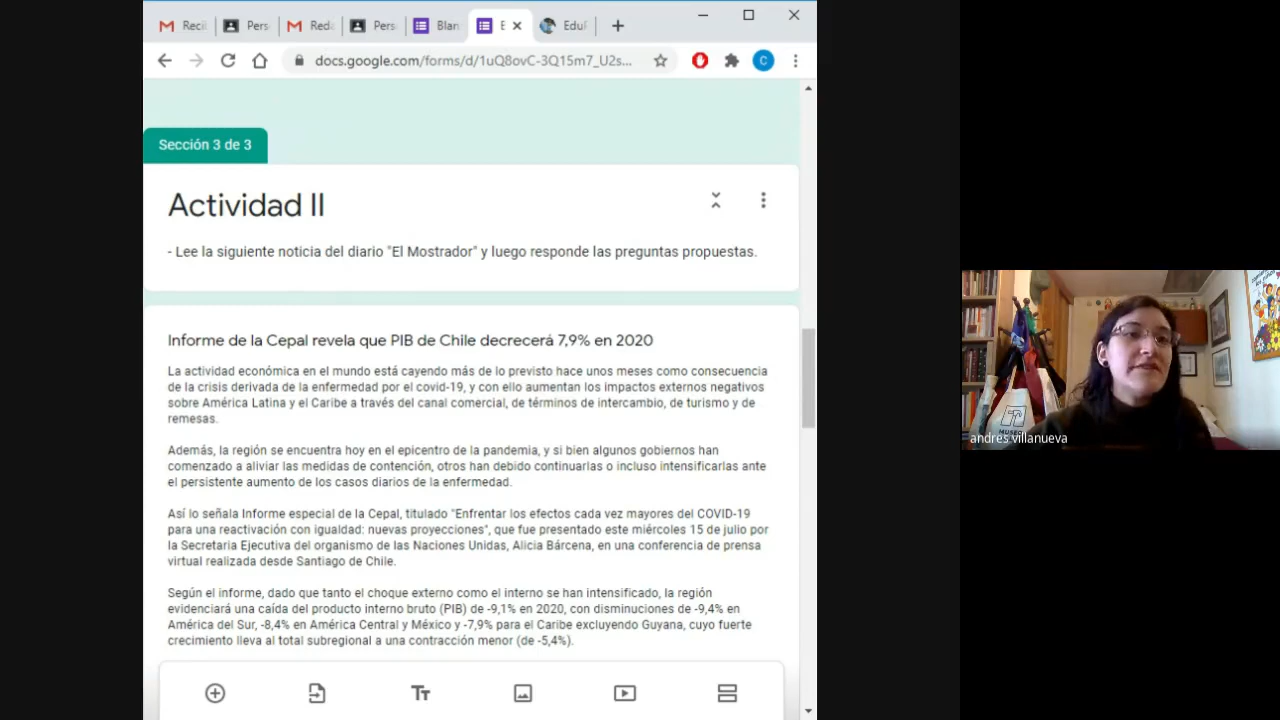 Reci
Pers
Reda
Pers
Blan
E
Eduf
docs.google.com/forms/d/1uQ8ovC-3Q15m7_U2s...
C
Sección 3 de 3
Actividad II
- Lee la siguiente noticia del diario "El Mostrador" y luego responde las preguntas propuestas.
Informe de la Cepal revela que PIB de Chile decrecerá 7,9% en 2020
La actividad económica en el mundo está cayendo más de lo previsto hace unos meses como consecuencia
de la crisis derivada de la enfermedad por el covid-19, y con ello aumentan los impactos externos negativos
sobre América Latina y el Caribe a través del canal comercial, de términos de intercambio, de turismo y de
remesas.
Además, la región se encuentra hoy en el epicentro de la pandemia, y si bien algunos gobiernos han
comenzado a aliviar las medidas de contención, otros han debido continuarlas o incluso intensificarlas ante
el persistente aumento de los casos diarios de la enfermedad.
Así lo señala Informe especial de la Cepal, titulado "Enfrentar los efectos cada vez mayores del COVID-19
para una reactivación con igualdad: nuevas proyecciones", que fue presentado este miércoles 15 de julio por
la Secretaria Ejecutiva del organismo de las Naciones Unidas, Alicia Bárcena, en una conferencia de prensa
virtual realizada desde Santiago de Chile.
Según el informe, dado que tanto el choque externo como el interno se han intensificado, la región
evidenciará una caída del producto interno bruto (PIB) de -9,1% en 2020, con disminuciones de -9,4% en
América del Sur, -8,4% en América Central y México y -7,9% para el Caribe excluyendo Guyana, cuyo fuerte
crecimiento lleva al total subregional a una contracción menor (de -5,4%).
Tт
MUSEO
andres villanueva